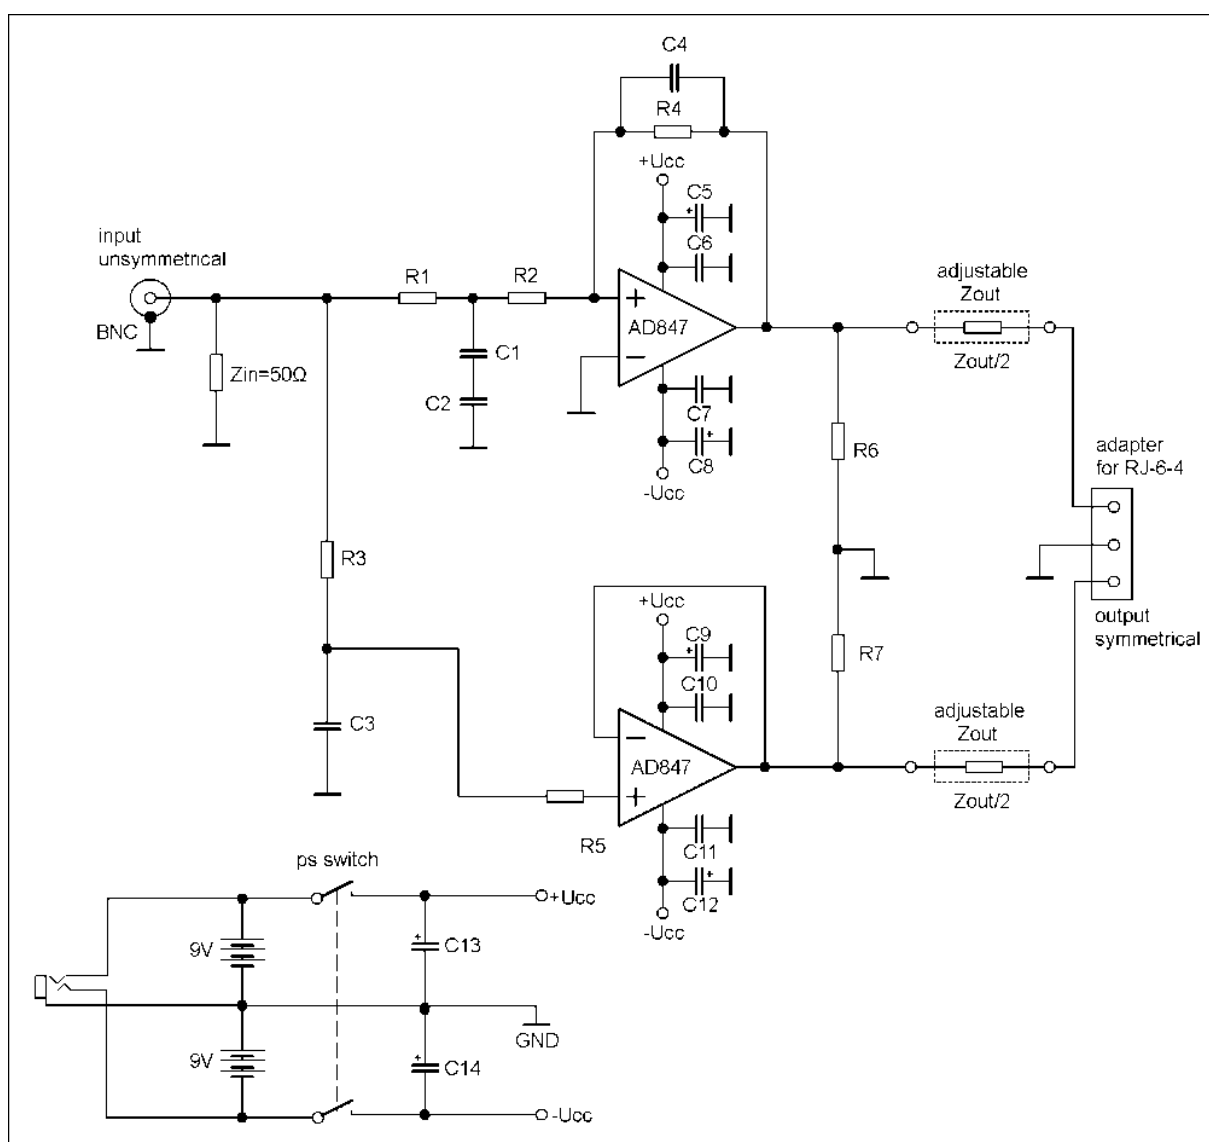 C4
R4
+Ucc
C5
C6
input
unsymmetrical
BNC
Zin=50Ω
R1
R2
C1
C2
+
AD847
−
C7
C8
-Ucc
adjustable
Zout
Zout/2
R6
adapter
for RJ-6-4
R3
R7
output
symmetrical
C3
+Ucc
C9
C10
−
AD847
+
R5
C11
C12
-Ucc
adjustable
Zout
Zout/2
ps switch
+Ucc
9V
C13
GND
9V
C14
-Ucc